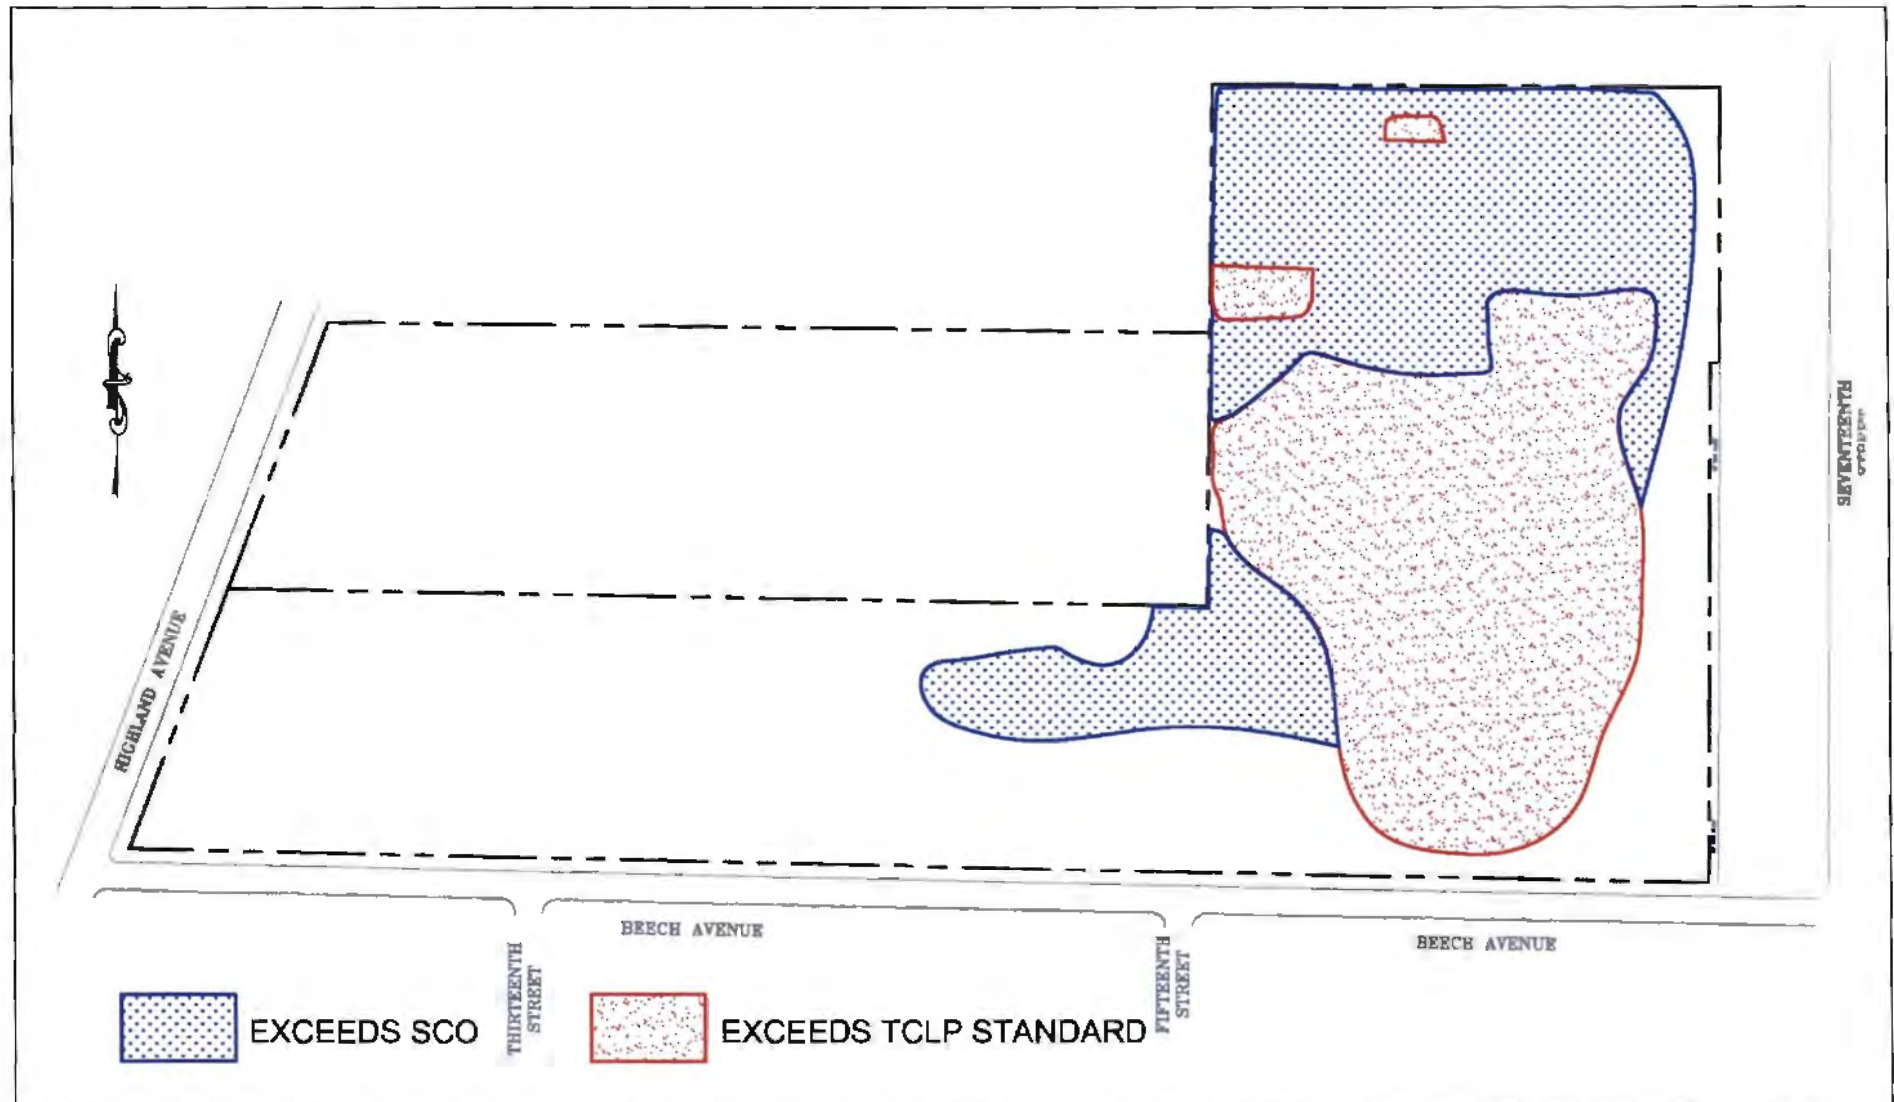 SEVENTEENTH
HIGHLAND AVENUE
BEECH AVENUE
BEECH AVENUE
THIRTEENTH
STREET
FIFTEENTH
STREET
EXCEEDS SCO
EXCEEDS TCLP STANDARD